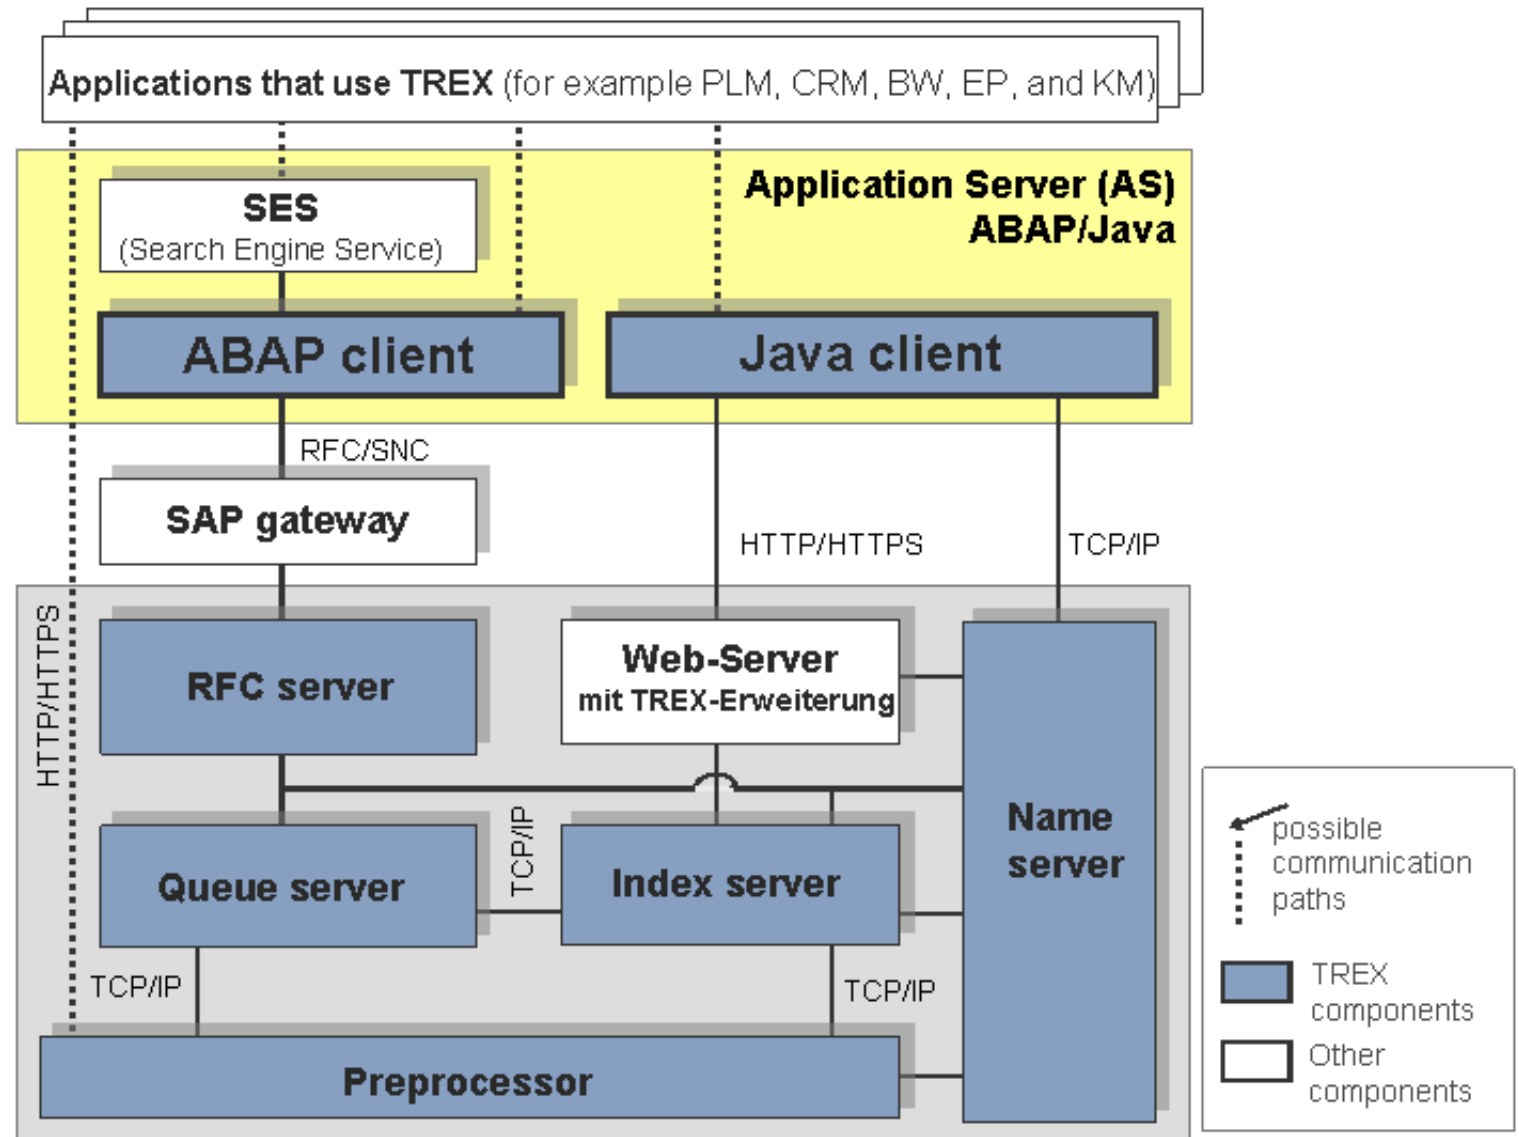 Applications that use TREX (for example PLM, CRM, BW, EP, and KM)
Application Server (AS)
ABAP/Java
SES
(Search Engine Service)
ABAP client
Java client
RFC/SNC
SAP gateway
HTTP/HTTPS
TCP/IP
HTTP/HTTPS
RFC server
Web-Server
mit TREX-Erweiterung
Name
server
Queue server
TCP/IP
Index server
TCP/IP
TCP/IP
Preprocessor
possible
communication
paths
TREX
components
Other
components